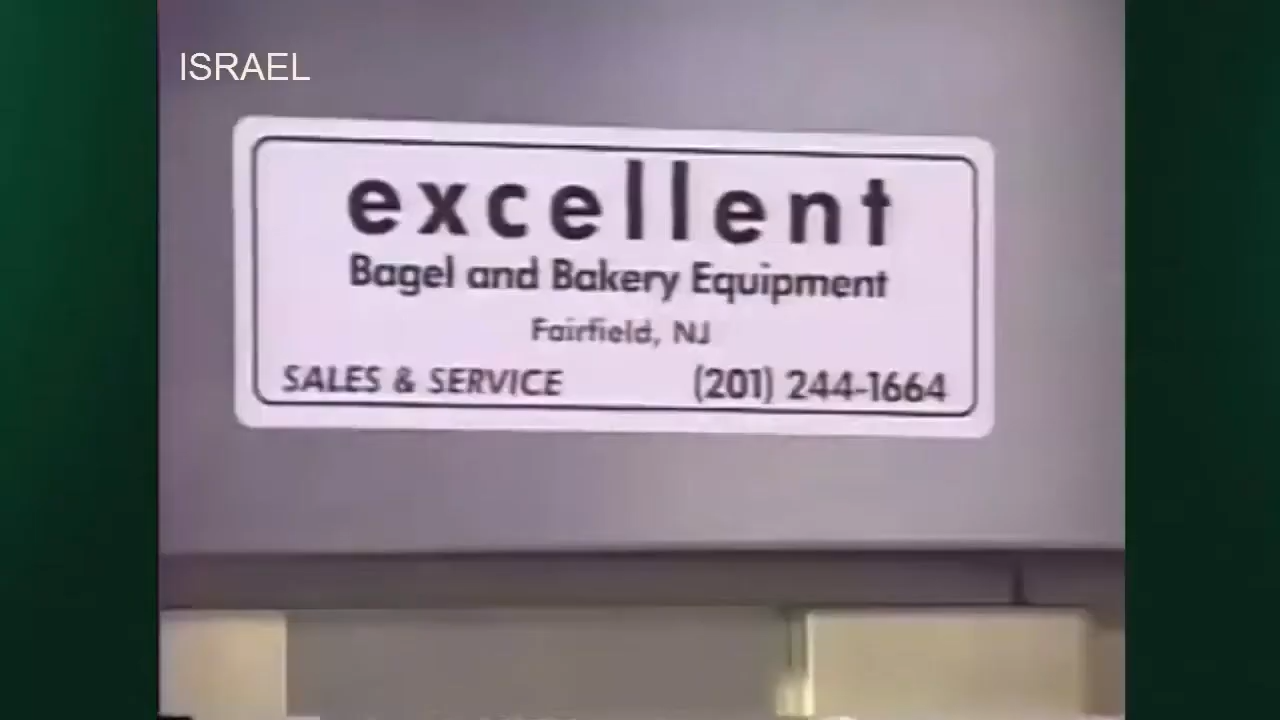 ISRAEL
excellent
Bagel and Bakery Equipment
Fairfield, NJ
SALES & SERVICE (201) 244-1664